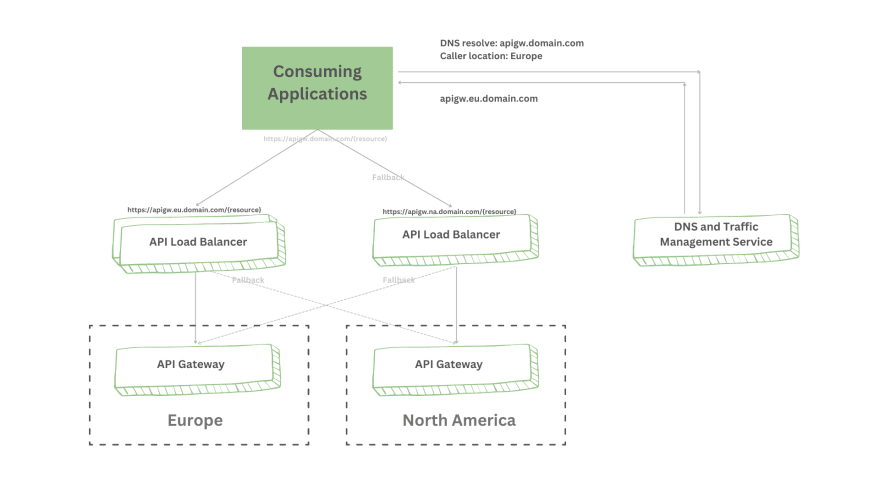 DNS resolve: apigw.domain.com
Caller location: Europe
Consuming
Applications
apigw.eu.domain.com
https://apigw.domain.com/{resource}
Fallback
https://apigw.eu.domain.com/{resource}
https://apigw.na.domain.com/{resource}
API Load Balancer
API Load Balancer
DNS and Traffic
Management Service
Fallback
Fallback
API Gateway
API Gateway
Europe
North America